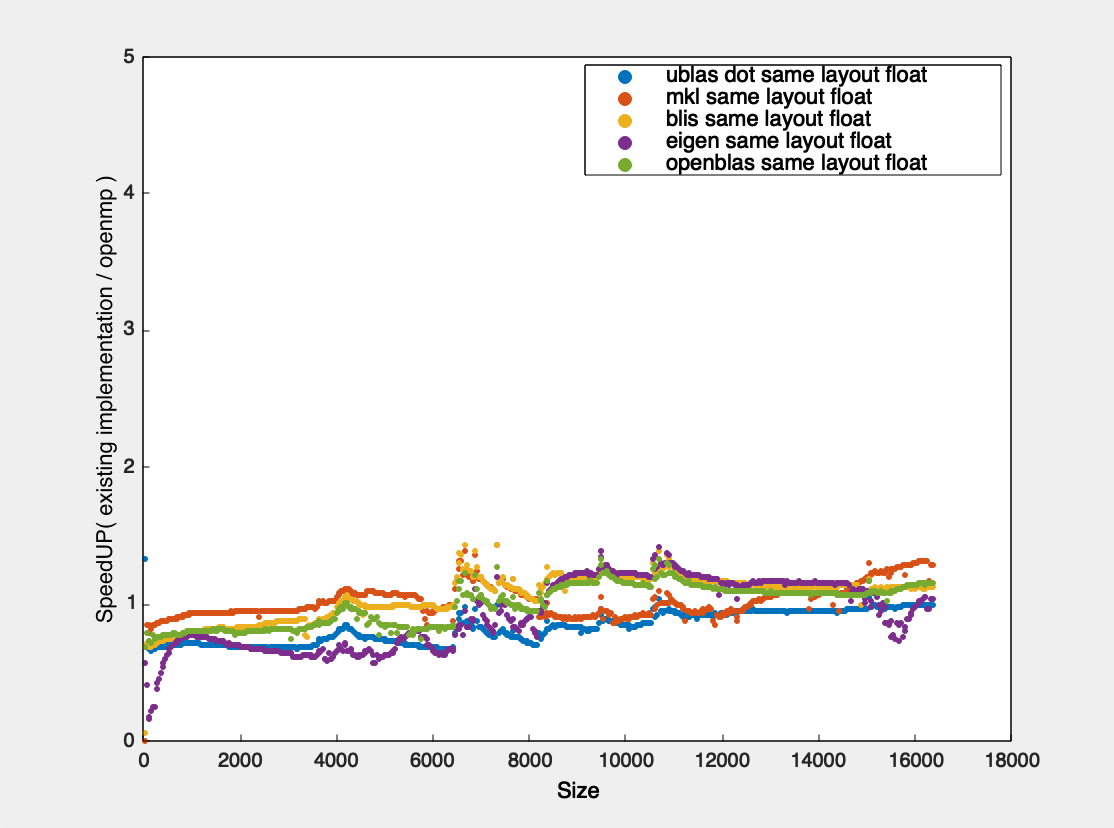 5
4
3
2
1
0
SpeedUP( existing implementation / openmp )
ublas dot same layout float
mkl same layout float
blis same layout float
eigen same layout float
openblas same layout float
0 2000 4000 6000 8000 10000 12000 14000 16000 18000
Size